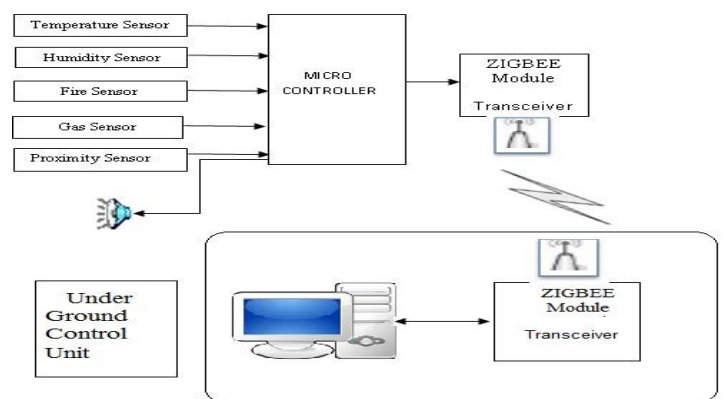 Temperature Sensor
Humidity Sensor
Fire Sensor
Gas Sensor
Proximity Sensor
MICRO
CONTROLLER
ZIGBEE
Module
Transceiver
Under
Ground
Control
Unit
ZIGBEE
Module
Transceiver